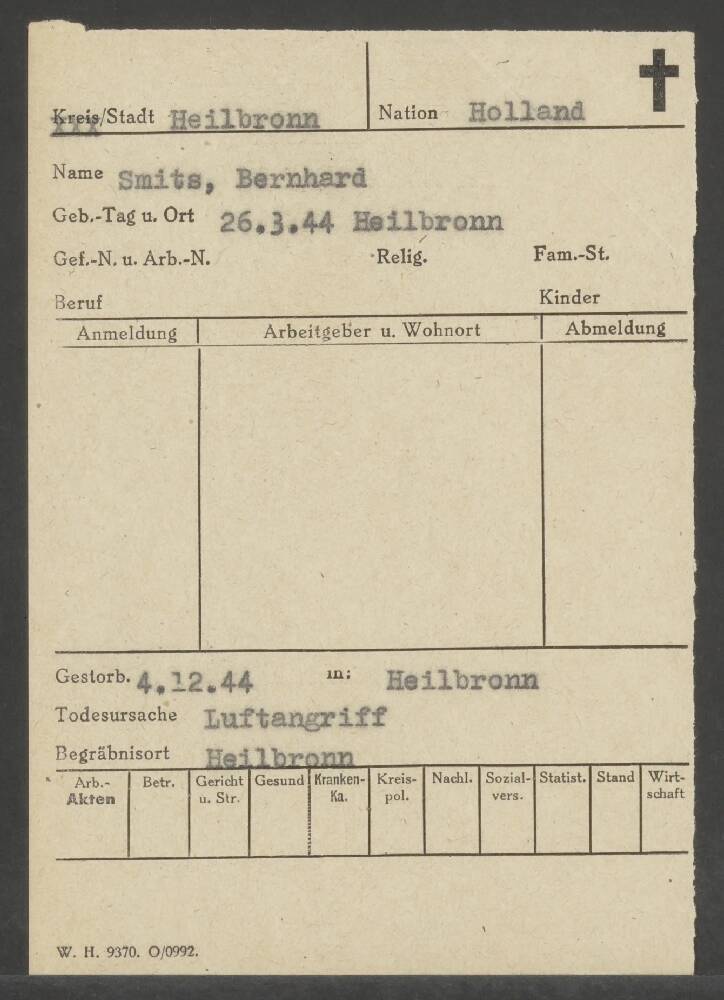 Kreis/Stadt Heilbronn Nation Holland
Name Smits, Bernhard
Geb.-Tag u. Ort 26.3.44 Heilbronn
Gef.-N. u. Arb.-N. Relig. Fam.-St.
Beruf Kinder
Anmeldung Arbeitgeber u. Wohnort Abmeldung
Gestorb. 4.12.44 in: Heilbronn
Todesursache Luftangriff
Begräbnisort Heilbronn
Arb.- Betr. Gericht Gesund Kranken- Kreis- Nachl. Sozial- Statist. Stand Wirt-
Akten u. Str. Ka. pol. vers. schaft
W. H. 9370. O/0992.